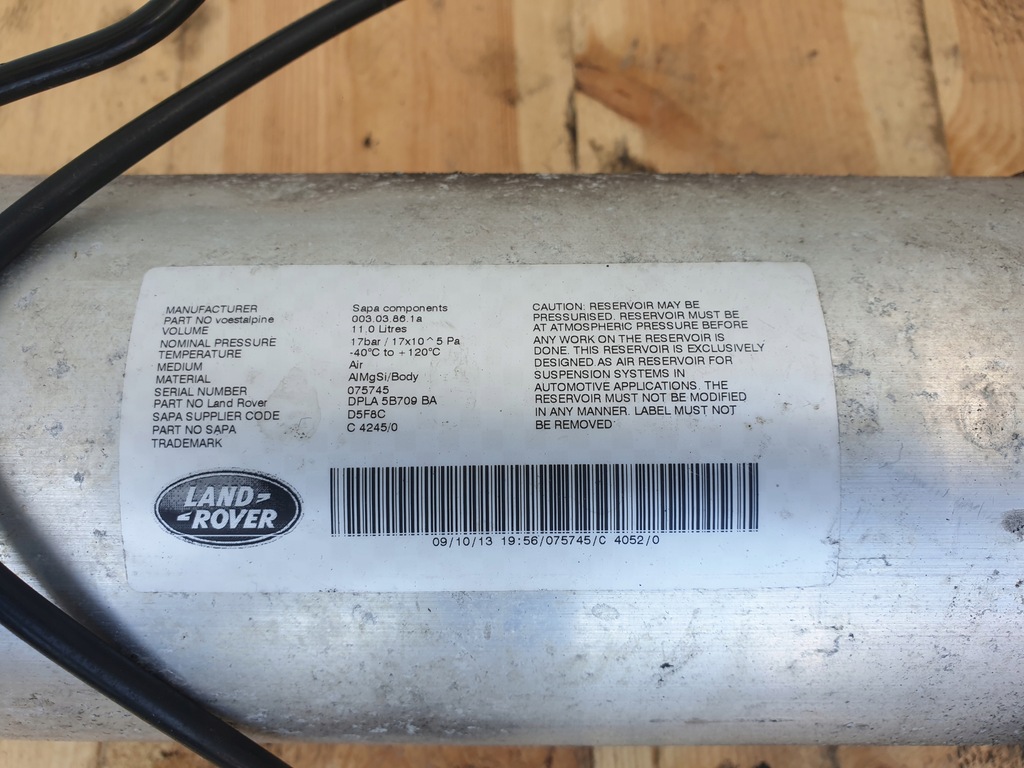 MANUFACTURER Sapa components
PART NO voestalpine 003.03.86.1a
VOLUME 11.0 Litres
NOMINAL PRESSURE 17bar / 17x10^5 Pa
TEMPERATURE -40°C to +120°C
MEDIUM Air
MATERIAL AlMgSi/Body
SERIAL NUMBER 075745
PART NO Land Rover DPLA 5B709 BA
SAPA SUPPLIER CODE D5F8C
PART NO SAPA C 4245/0
TRADEMARK
CAUTION: RESERVOIR MAY BE
PRESSURISED. RESERVOIR MUST BE
AT ATMOSPHERIC PRESSURE BEFORE
ANY WORK ON THE RESERVOIR IS
DONE. THIS RESERVOIR IS EXCLUSIVELY
DESIGNED AS AIR RESERVOIR FOR
SUSPENSION SYSTEMS IN
AUTOMOTIVE APPLICATIONS. THE
RESERVOIR MUST NOT BE MODIFIED
IN ANY MANNER. LABEL MUST NOT
BE REMOVED
LAND-
-ROVER
09/10/13 19:56/075745/C 4052/0